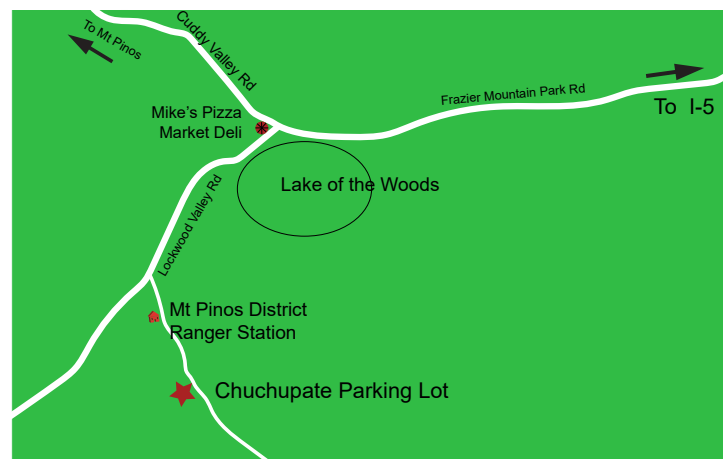 Cuddy Valley Rd
To Mt Pinos
Frazier Mountain Park Rd
To I-5
Mike's Pizza
Market Deli
Lake of the Woods
Lockwood Valley Rd
Mt Pinos District
Ranger Station
Chuchupate Parking Lot